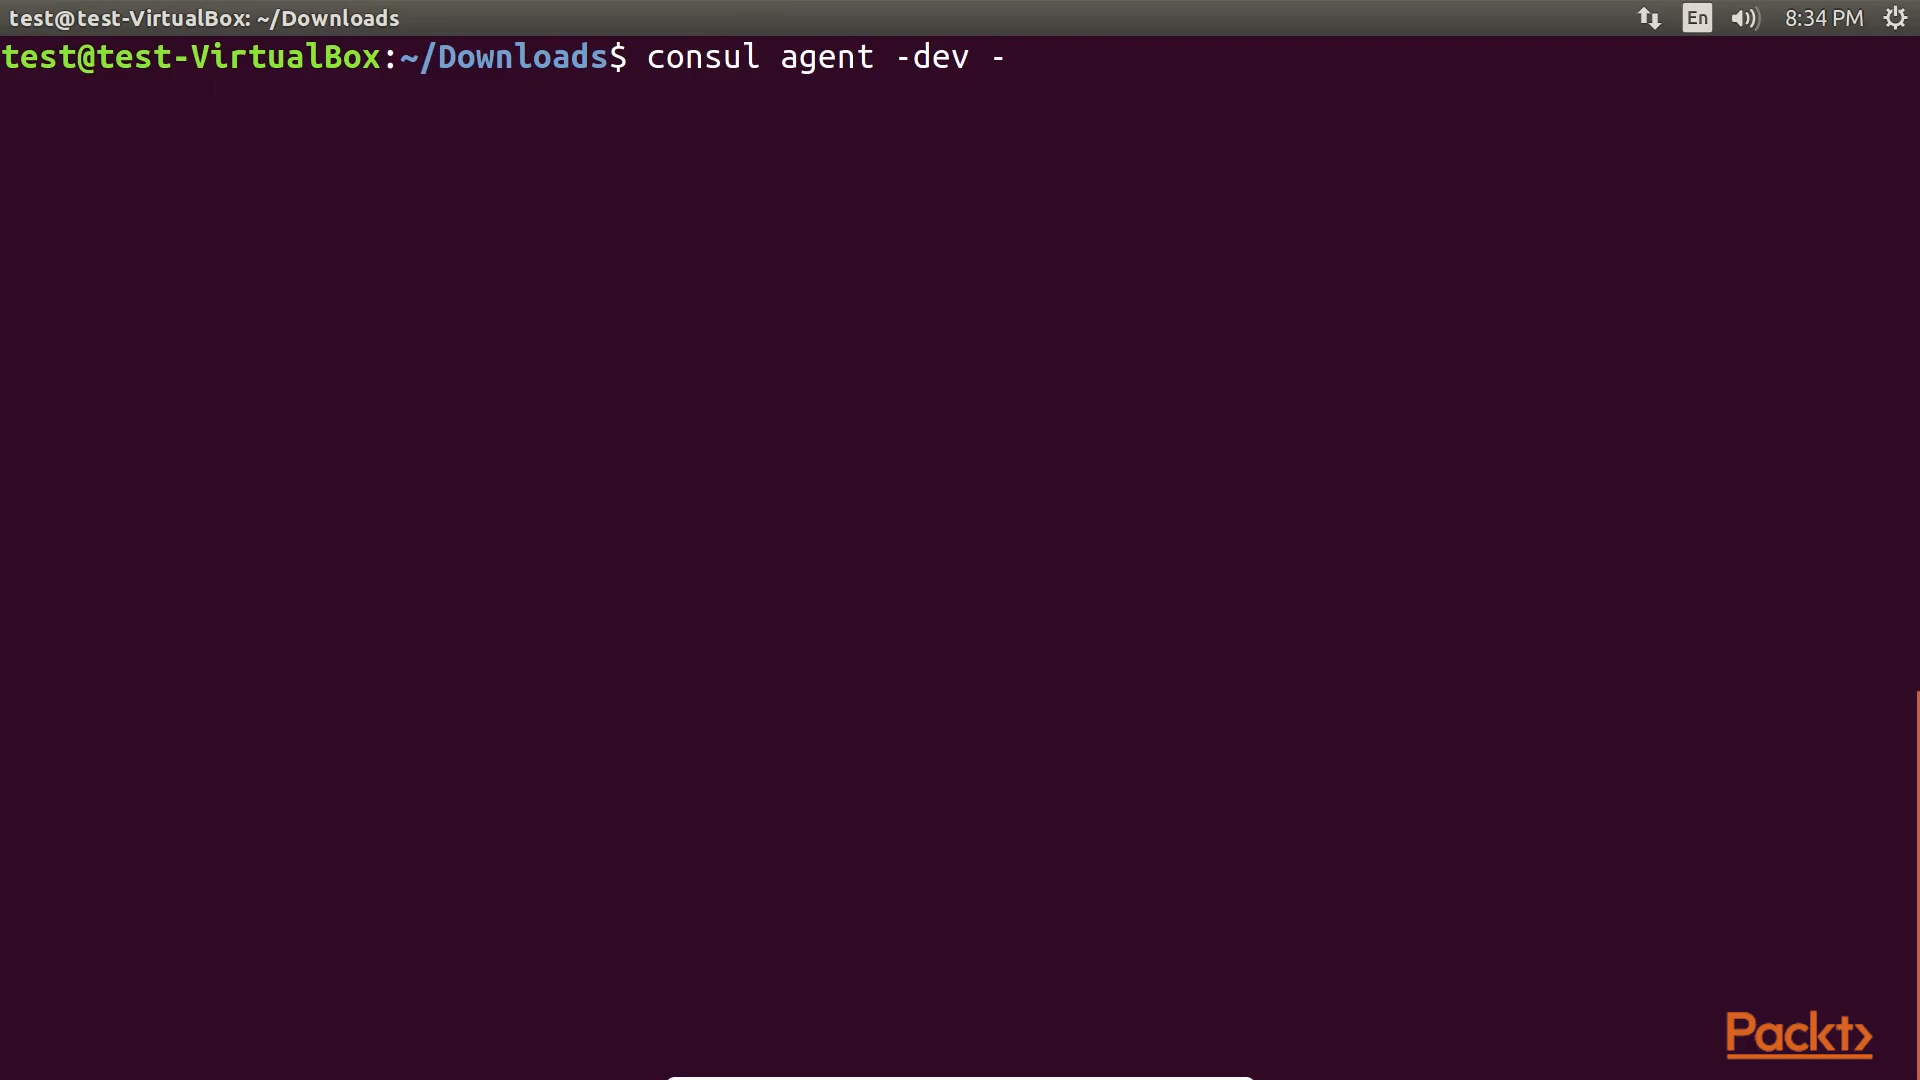 test@test-VirtualBox: ~/Downloads
En
8:34 PM
test@test-VirtualBox:~/Downloads$ consul agent -dev -
Packt>